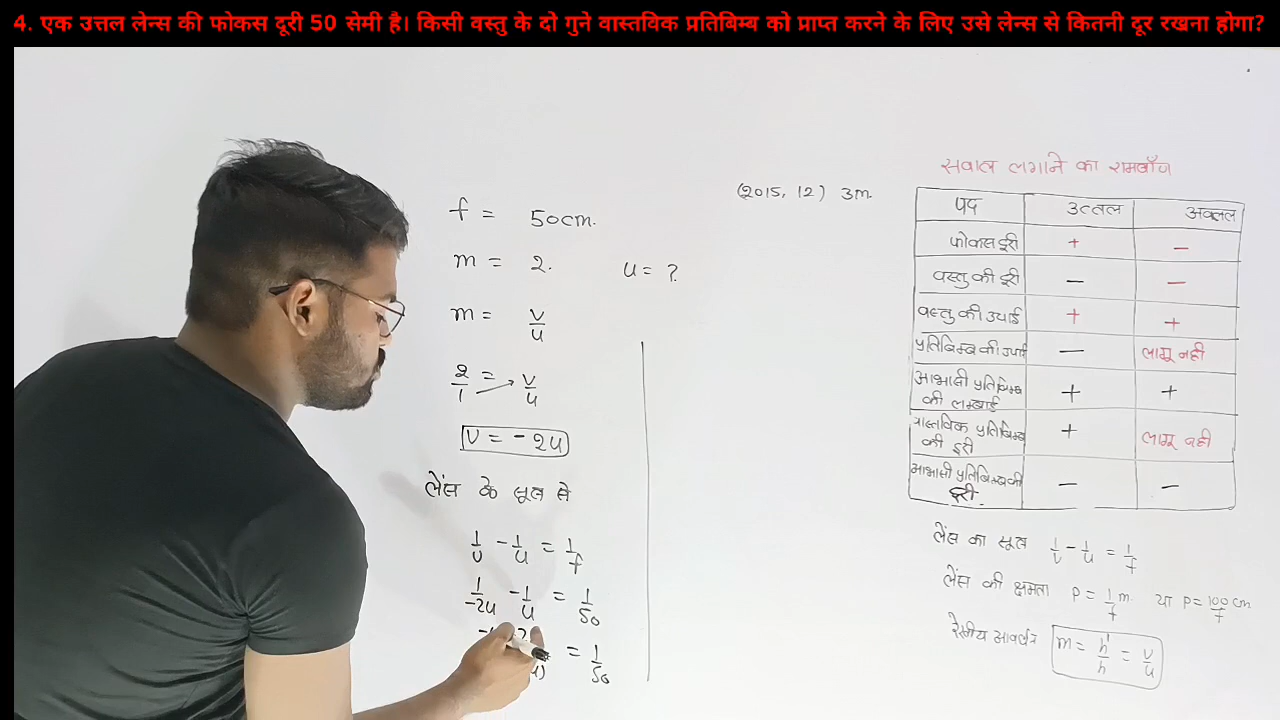 4. एक उत्तल लेन्स की फोकस दूरी 50 सेमी है। किसी वस्तु के दो गुने वास्तविक प्रतिबिम्ब को प्राप्त करने के लिए उसे लेन्स से कितनी दूर रखना होगा?
(2015, 12) 3m.
f = 50cm.
m = 2. u = ?
m = v/u
2/1 = v/u
v = -2u
लेंस के सूत्र से
1/v - 1/u = 1/f
1/-2u - 1/u = 1/50
= 1/50
सवाल लगाने का रामबाँण
पद उत्तल अवतल
फोकस दूरी + -
वस्तु की दूरी - -
वस्तु की उचाई + +
प्रतिबिम्ब की उचाई - लागू नही
आभासी प्रतिबिम्ब की लम्बाई + +
वास्तविक प्रतिबिम्ब की दूरी + लागू नही
आभासी प्रतिबिम्ब की दूरी - -
लेंस का सूत्र 1/v - 1/u = 1/f
लेंस की क्षमता P = 1/f m. या P = 100/f cm
रेखीय आवर्धन m = h'/h = v/u